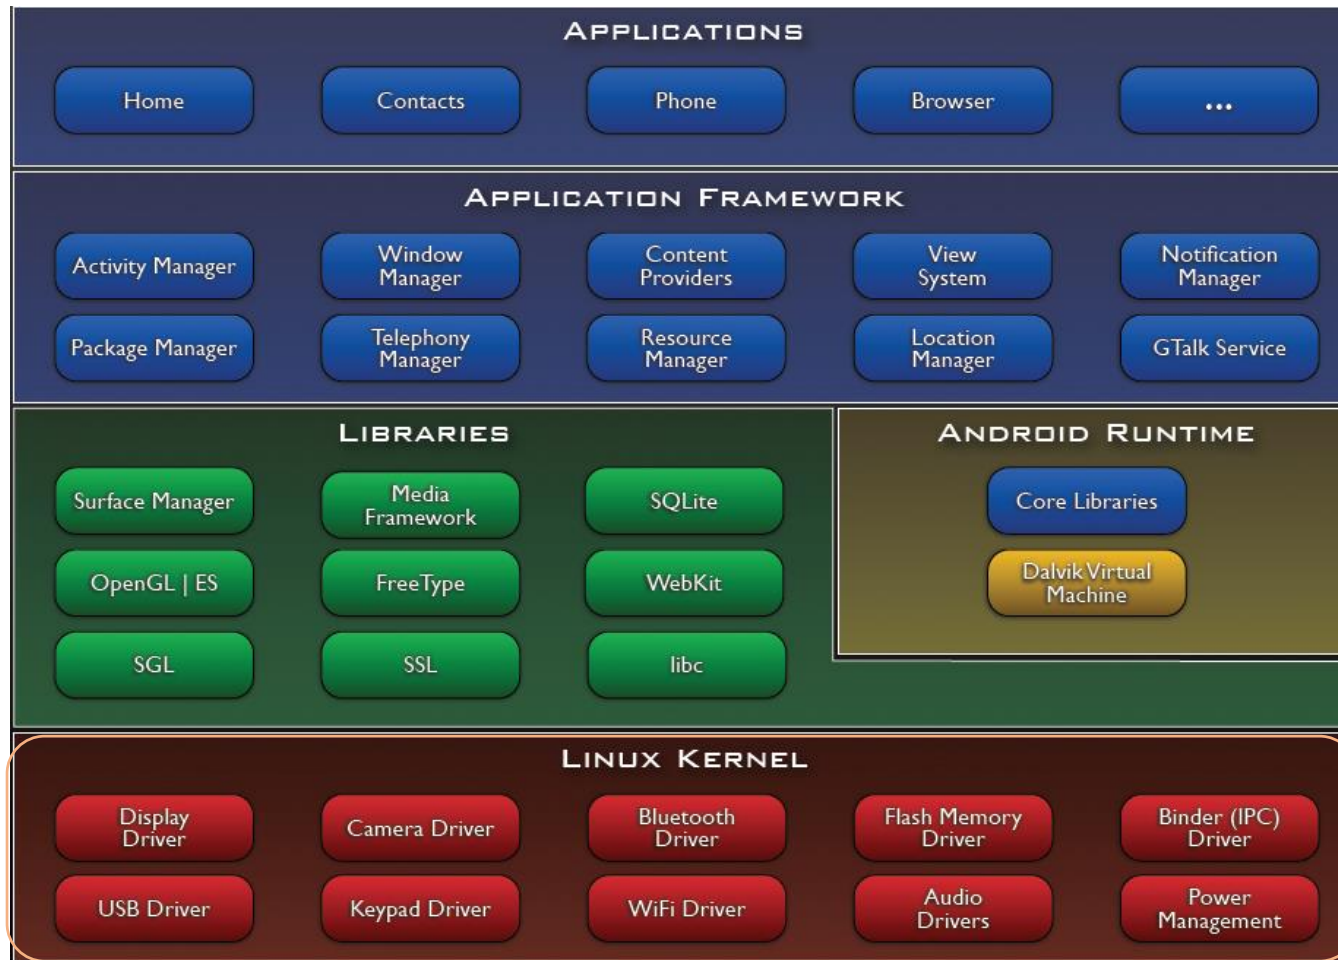 APPLICATIONS
Home
Contacts
Phone
Browser
...
APPLICATION FRAMEWORK
Activity Manager
Window
Manager
Content
Providers
View
System
Notification
Manager
Package Manager
Telephony
Manager
Resource
Manager
Location
Manager
GTalk Service
LIBRARIES
Surface Manager
Media
Framework
SQLite
OpenGL | ES
FreeType
WebKit
SGL
SSL
libc
ANDROID RUNTIME
Core Libraries
Dalvik Virtual
Machine
LINUX KERNEL
Display
Driver
Camera Driver
Bluetooth
Driver
Flash Memory
Driver
Binder (IPC)
Driver
USB Driver
Keypad Driver
WiFi Driver
Audio
Drivers
Power
Management